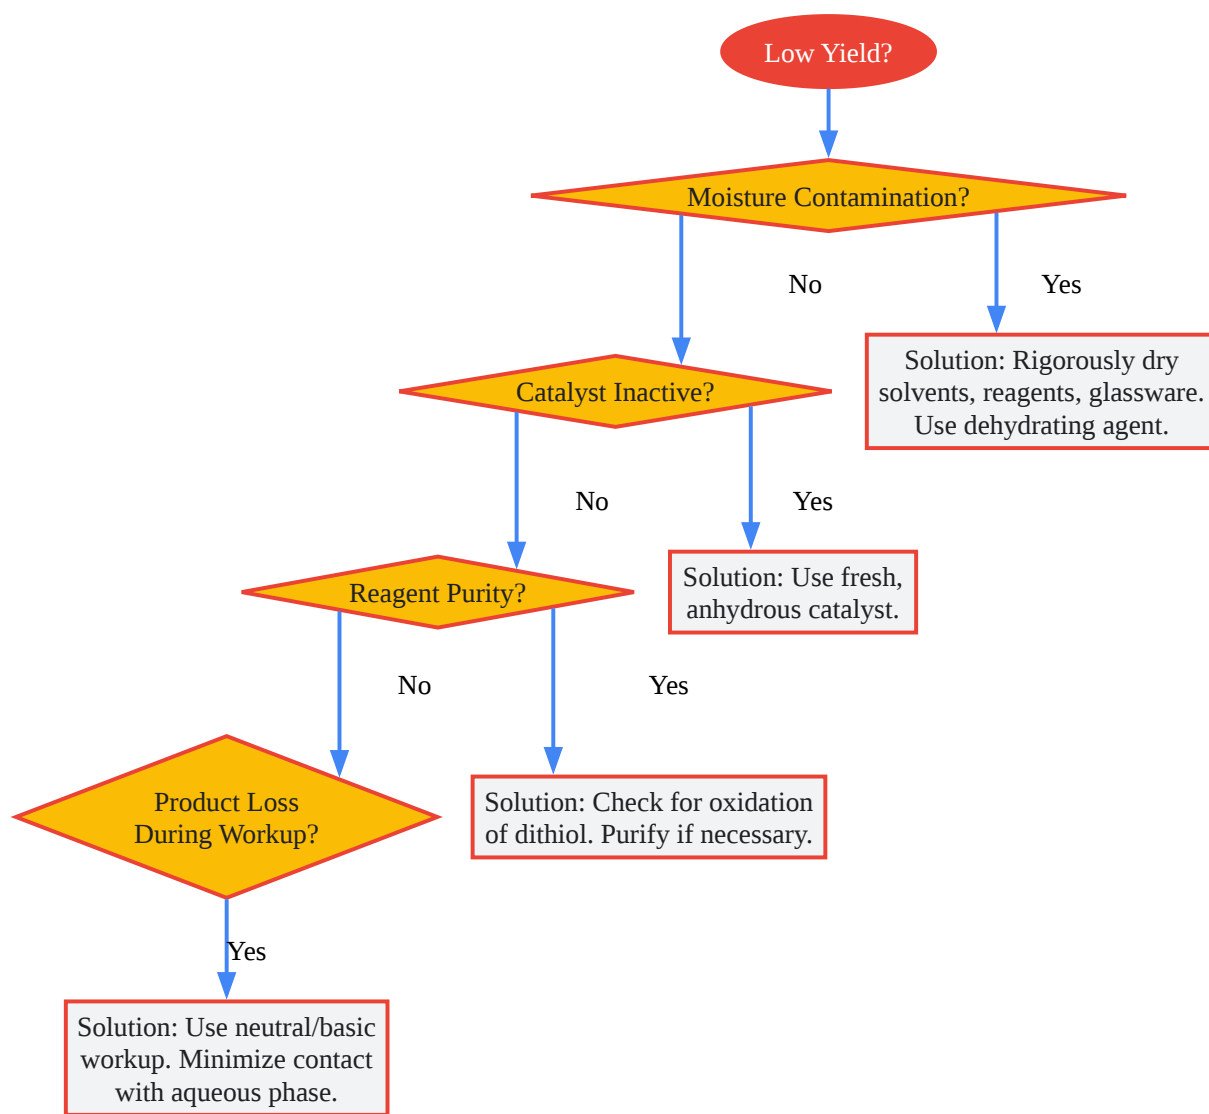 Low Yield?
Moisture Contamination?
No
Yes
Solution: Rigorously dry
solvents, reagents, glassware.
Use dehydrating agent.
Catalyst Inactive?
No
Yes
Solution: Use fresh,
anhydrous catalyst.
Reagent Purity?
No
Yes
Solution: Check for oxidation
of dithiol. Purify if necessary.
Product Loss
During Workup?
Yes
Solution: Use neutral/basic
workup. Minimize contact
with aqueous phase.